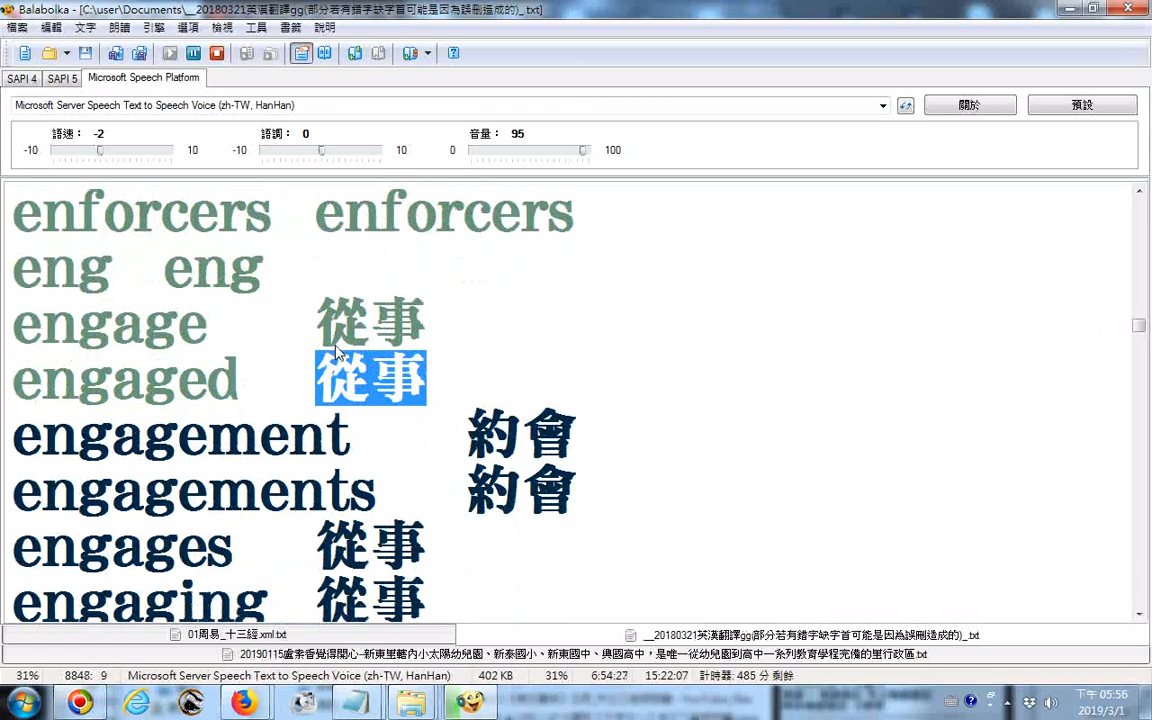 Balabolka - [C:\user\Documents\__20180321英漢翻譯gg(部分若有錯字缺字首可能是因為誤刪造成的)_.txt]
檔案 編輯 文字 朗讀 引擎 選項 檢視 工具 書籤 說明
SAPI 4 SAPI 5 Microsoft Speech Platform
Microsoft Server Speech Text to Speech Voice (zh-TW, HanHan) 關於 預設
語速： -2 語調： 0 音量： 95
-10 10 -10 10 0 100
enforcers enforcers
eng eng
engage 從事
engaged 從事
engagement 約會
engagements 約會
engages 從事
engaging 從事
01周易_十三經.xml.txt __20180321英漢翻譯gg(部分若有錯字缺字首可能是因為誤刪造成的)_.txt
20190115盧素香覺得開心~新東里轄內小太陽幼兒園、新泰國小、新東國中、興國高中，是唯一從幼兒園到高中一系列教育學程完備的里行政區.txt
31% 8848: 9 Microsoft Server Speech Text to Speech Voice (zh-TW, HanHan) 402 KB 31% 6:54:27 15:22:07 計時器: 485 分 剩餘
下午 05:56
2019/3/1